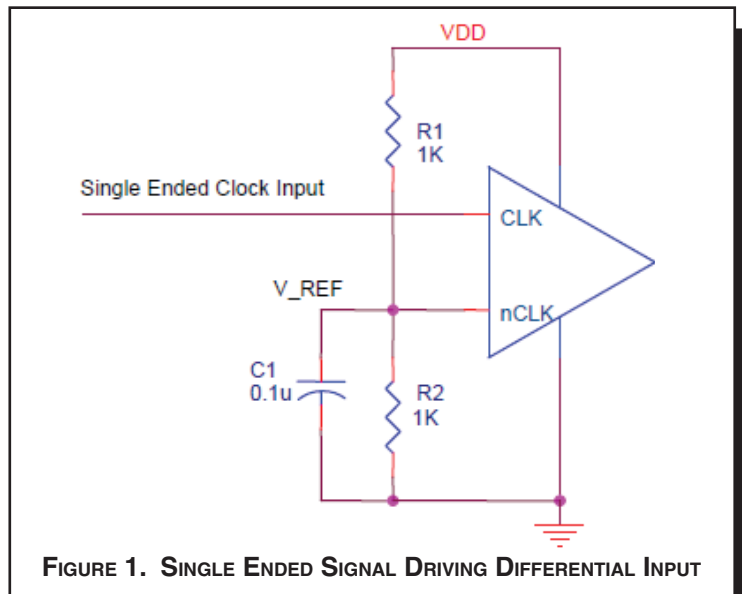 VDD
R1
1K
Single Ended Clock Input
CLK
V_REF
nCLK
C1
0.1u
R2
1K
FIGURE 1. SINGLE ENDED SIGNAL DRIVING DIFFERENTIAL INPUT